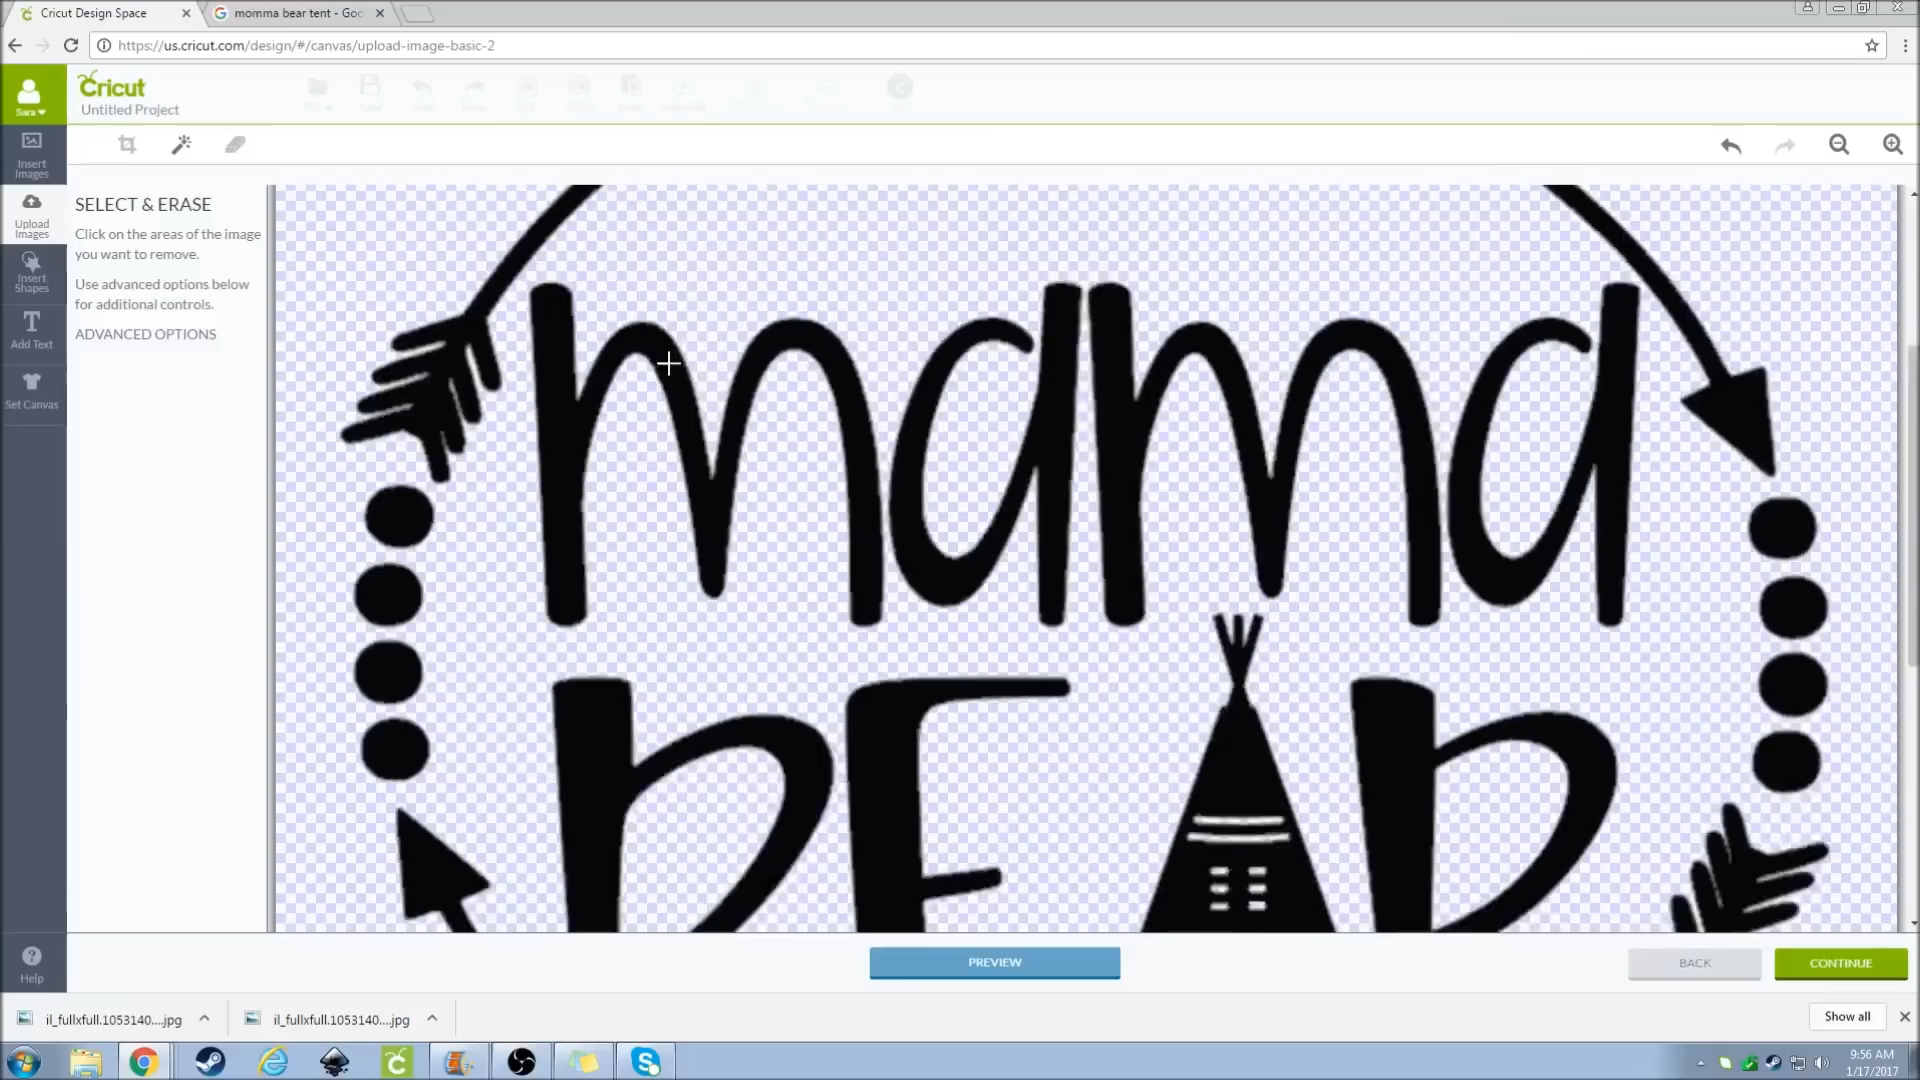 Cricut Design Space
momma bear tent - Goo
https://us.cricut.com/design/#/canvas/upload-image-basic-2
Sara
Cricut
Untitled Project
Insert
Images
Upload
Images
Insert
Shapes
Add Text
Set Canvas
Help
SELECT & ERASE
Click on the areas of the image
you want to remove.
Use advanced options below
for additional controls.
ADVANCED OPTIONS
mama
BEAR
PREVIEW
BACK
CONTINUE
il_fullxfull.1053140....jpg
il_fullxfull.1053140....jpg
Show all
9:56 AM
1/17/2017